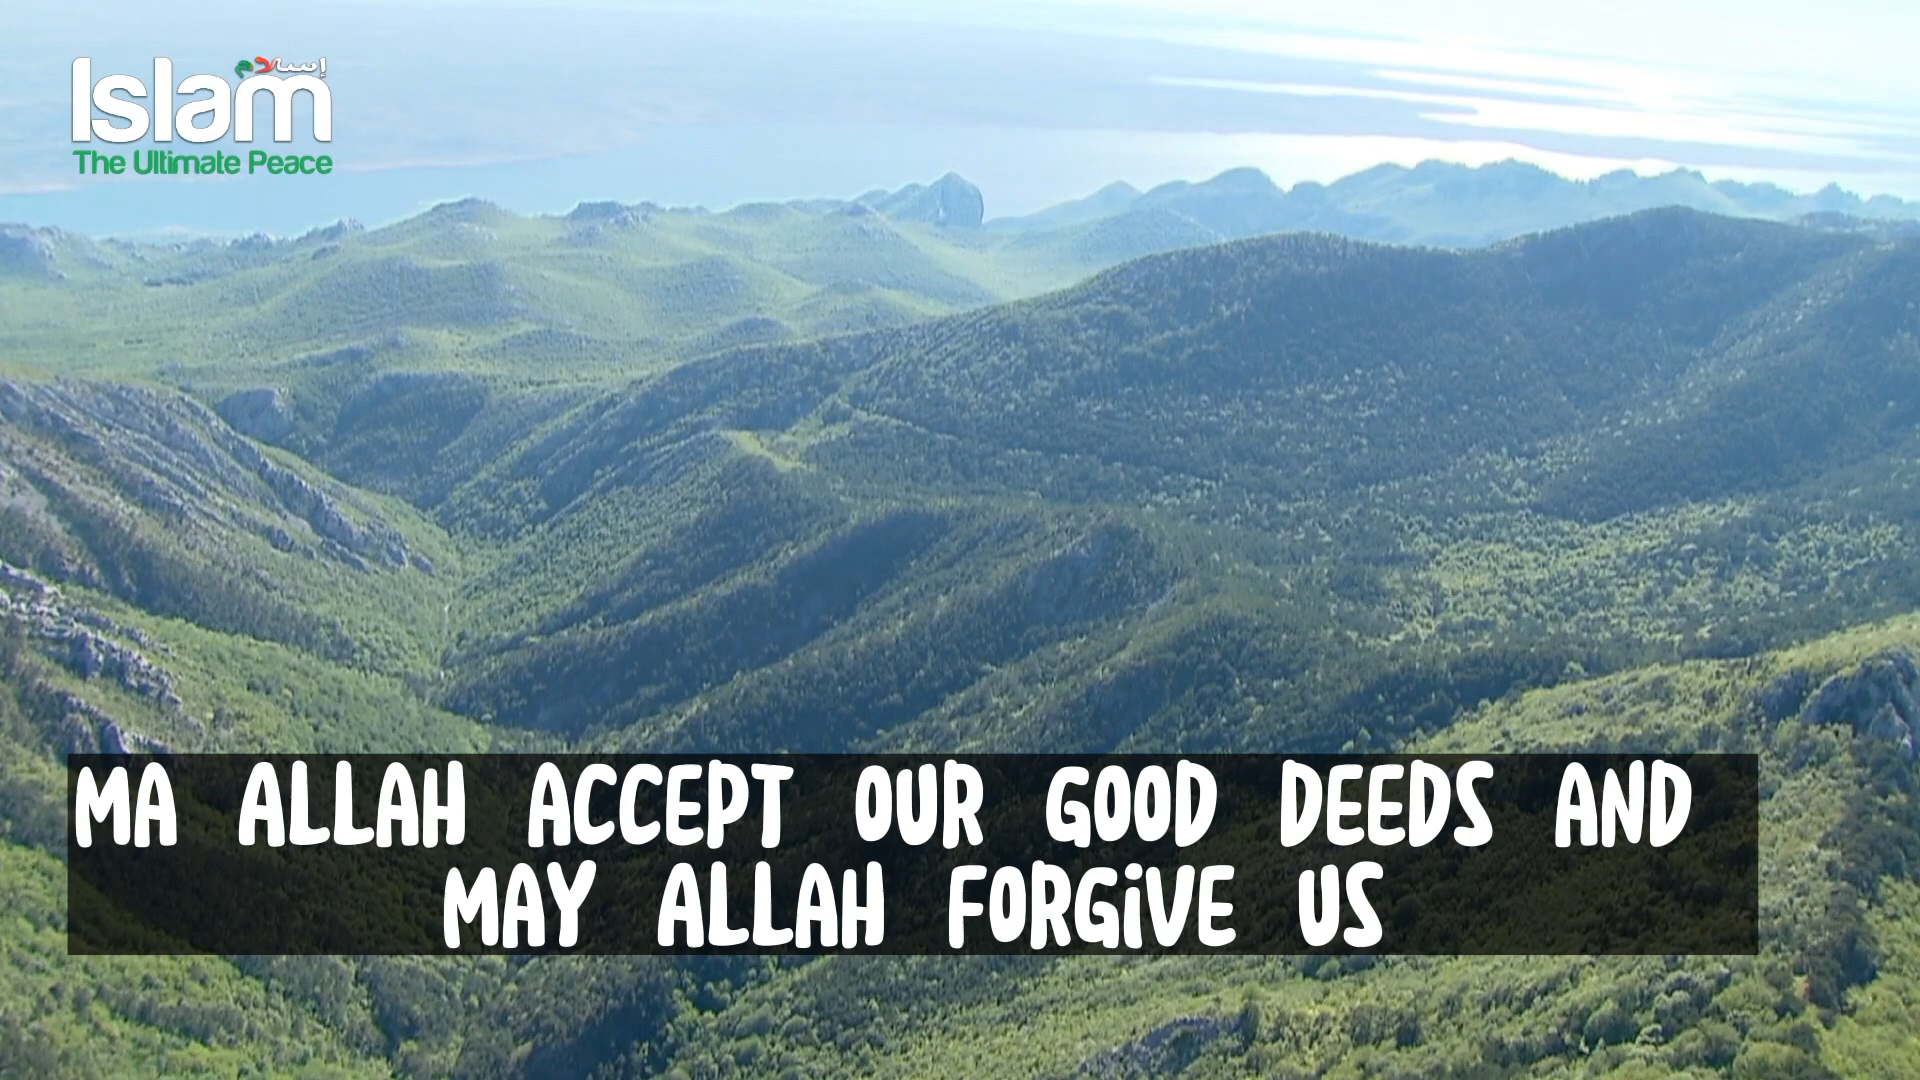 إسلام
Islam
The Ultimate Peace
MA ALLAH ACCEPT OUR GOOD DEEDS AND
MAY ALLAH FORGIVE US